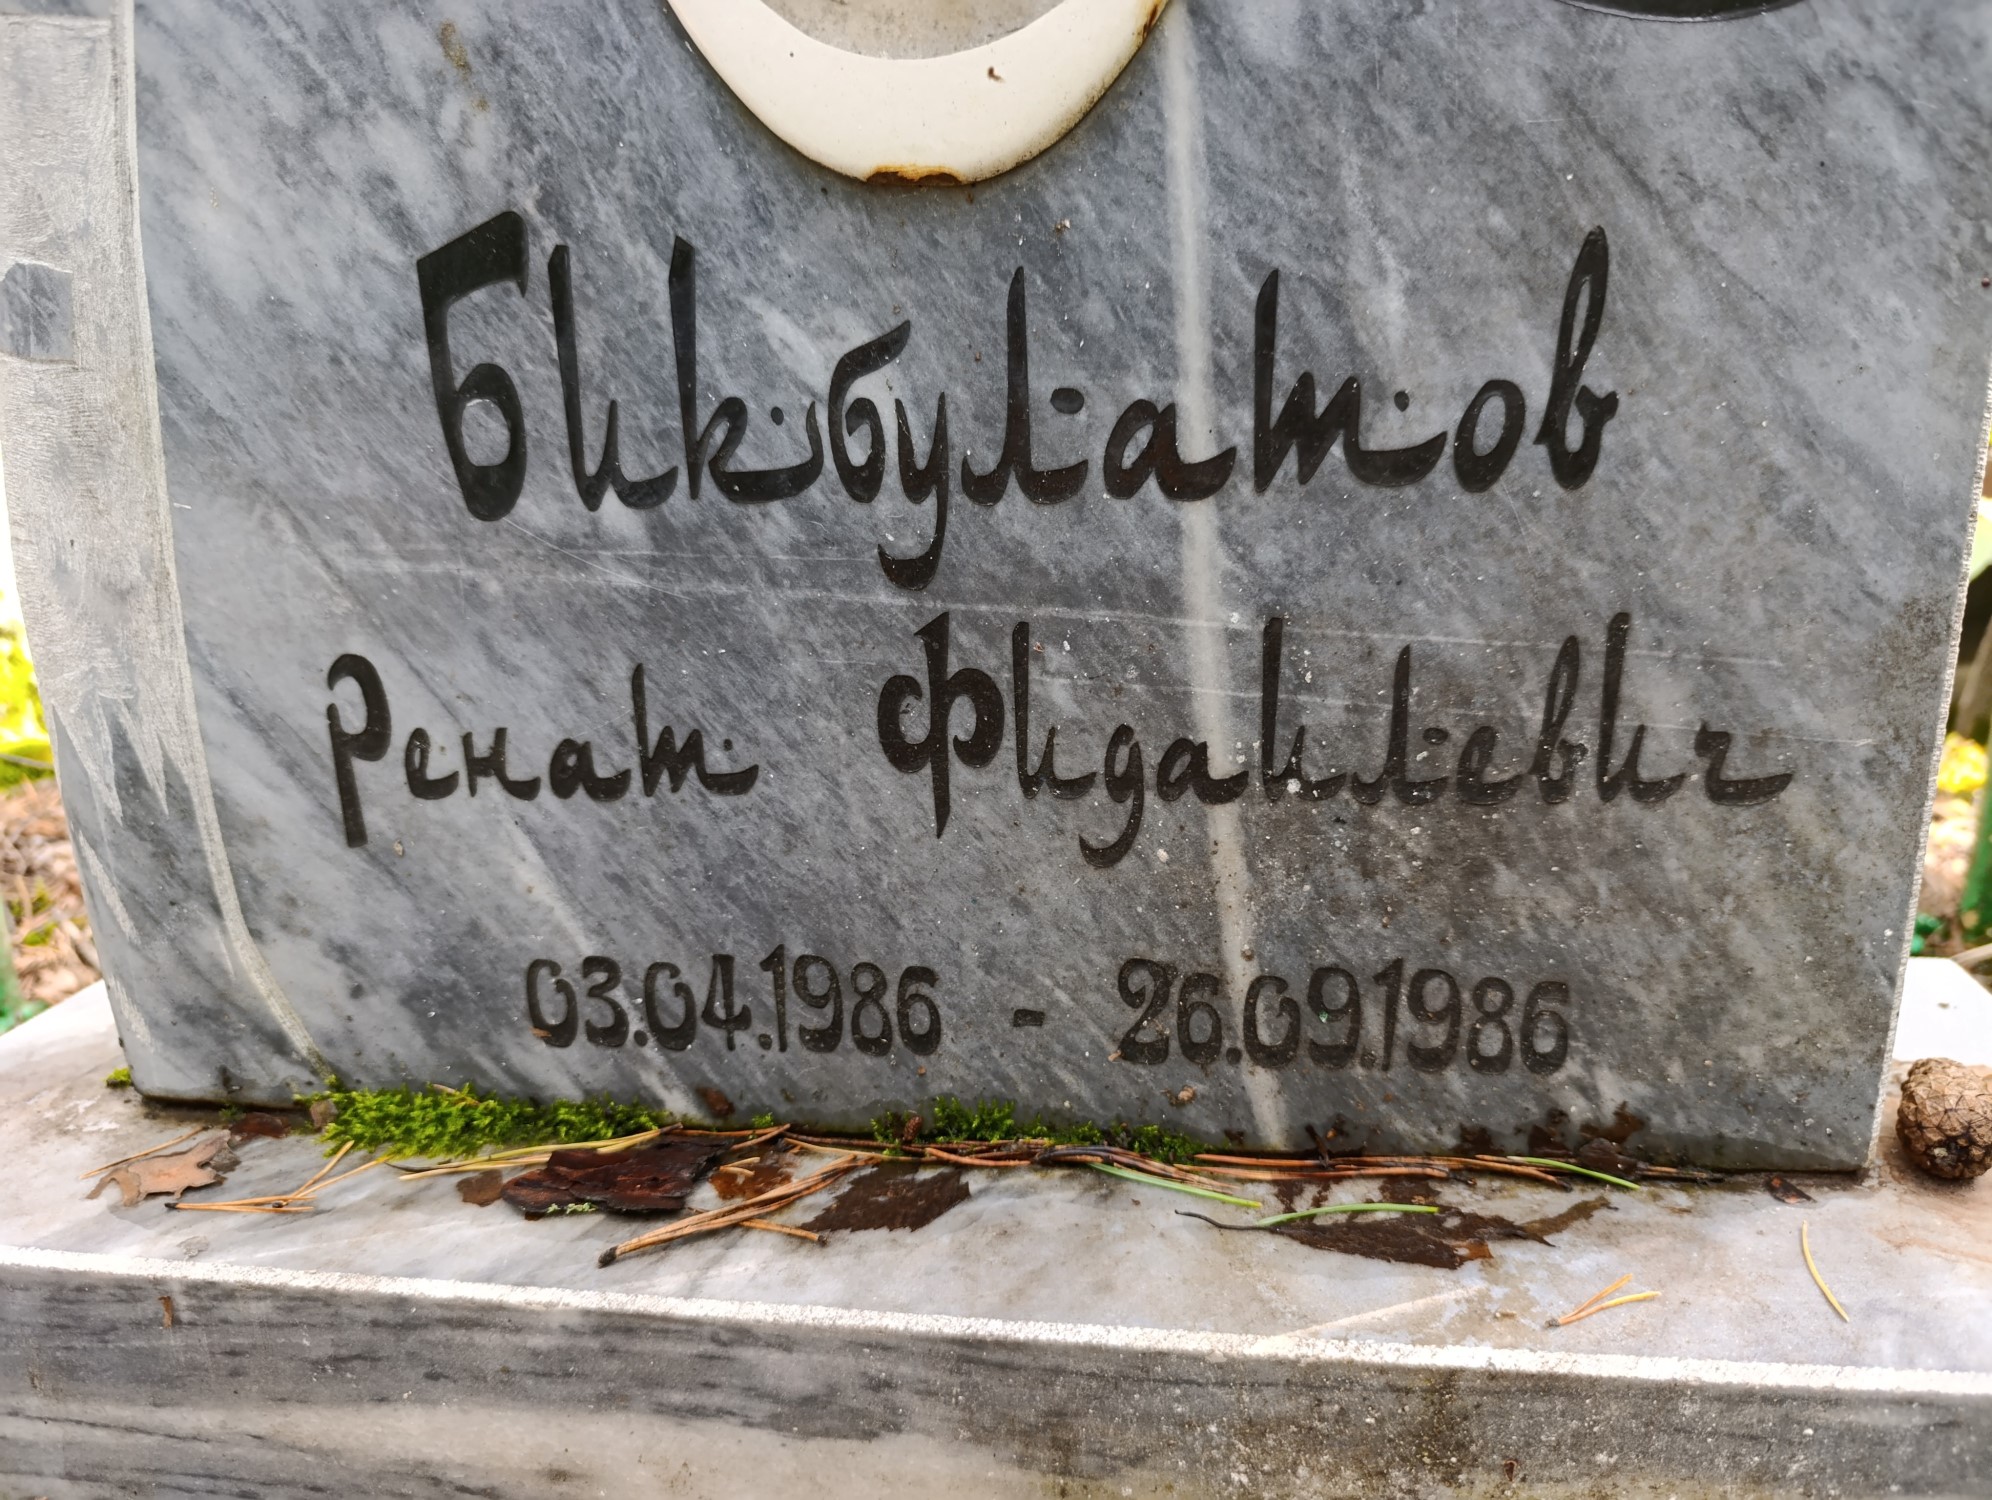 Бикбулатов
Ренат Фидаилевич
03.04.1986 - 26.09.1986